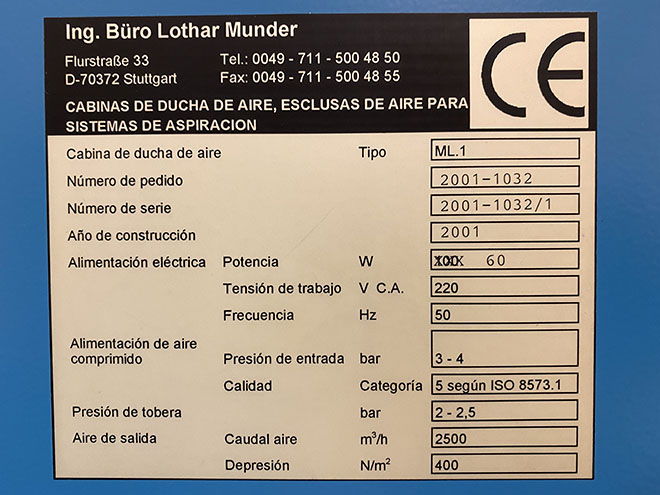 Ing. Büro Lothar Munder
Flurstraße 33 Tel.: 0049 - 711 - 500 48 50
D-70372 Stuttgart Fax: 0049 - 711 - 500 48 55
CE
CABINAS DE DUCHA DE AIRE, ESCLUSAS DE AIRE PARA
SISTEMAS DE ASPIRACION
Cabina de ducha de aire Tipo ML.1
Número de pedido 2001-1032
Número de serie 2001-1032/1
Año de construcción 2001
Alimentación eléctrica Potencia W 60
Tensión de trabajo V C.A. 220
Frecuencia Hz 50
Alimentación de aire
comprimido Presión de entrada bar 3 - 4
Calidad Categoría 5 según ISO 8573.1
Presión de tobera bar 2 - 2,5
Aire de salida Caudal aire m³/h 2500
Depresión N/m² 400